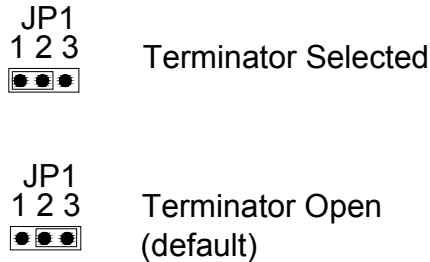 JP1
1 2 3
Terminator Selected
JP1
1 2 3
Terminator Open
(default)